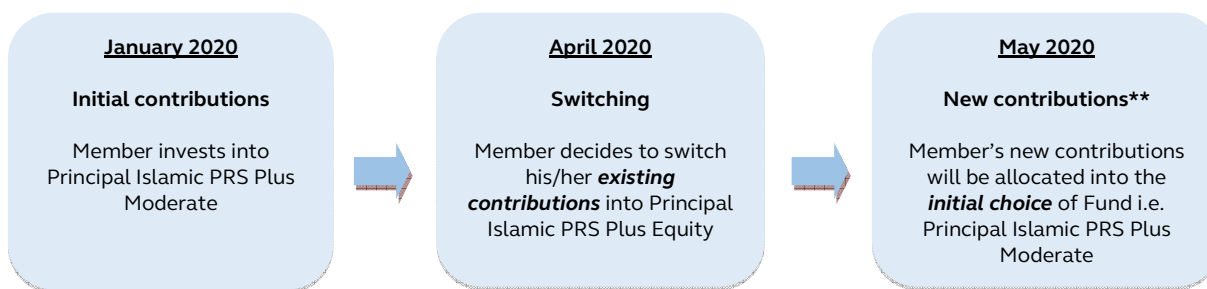 January 2020
Initial contributions
Member invests into
Principal Islamic PRS Plus
Moderate
April 2020
Switching
Member decides to switch
his/her existing
contributions into Principal
Islamic PRS Plus Equity
May 2020
New contributions**
Member’s new contributions
will be allocated into the
initial choice of Fund i.e.
Principal Islamic PRS Plus
Moderate